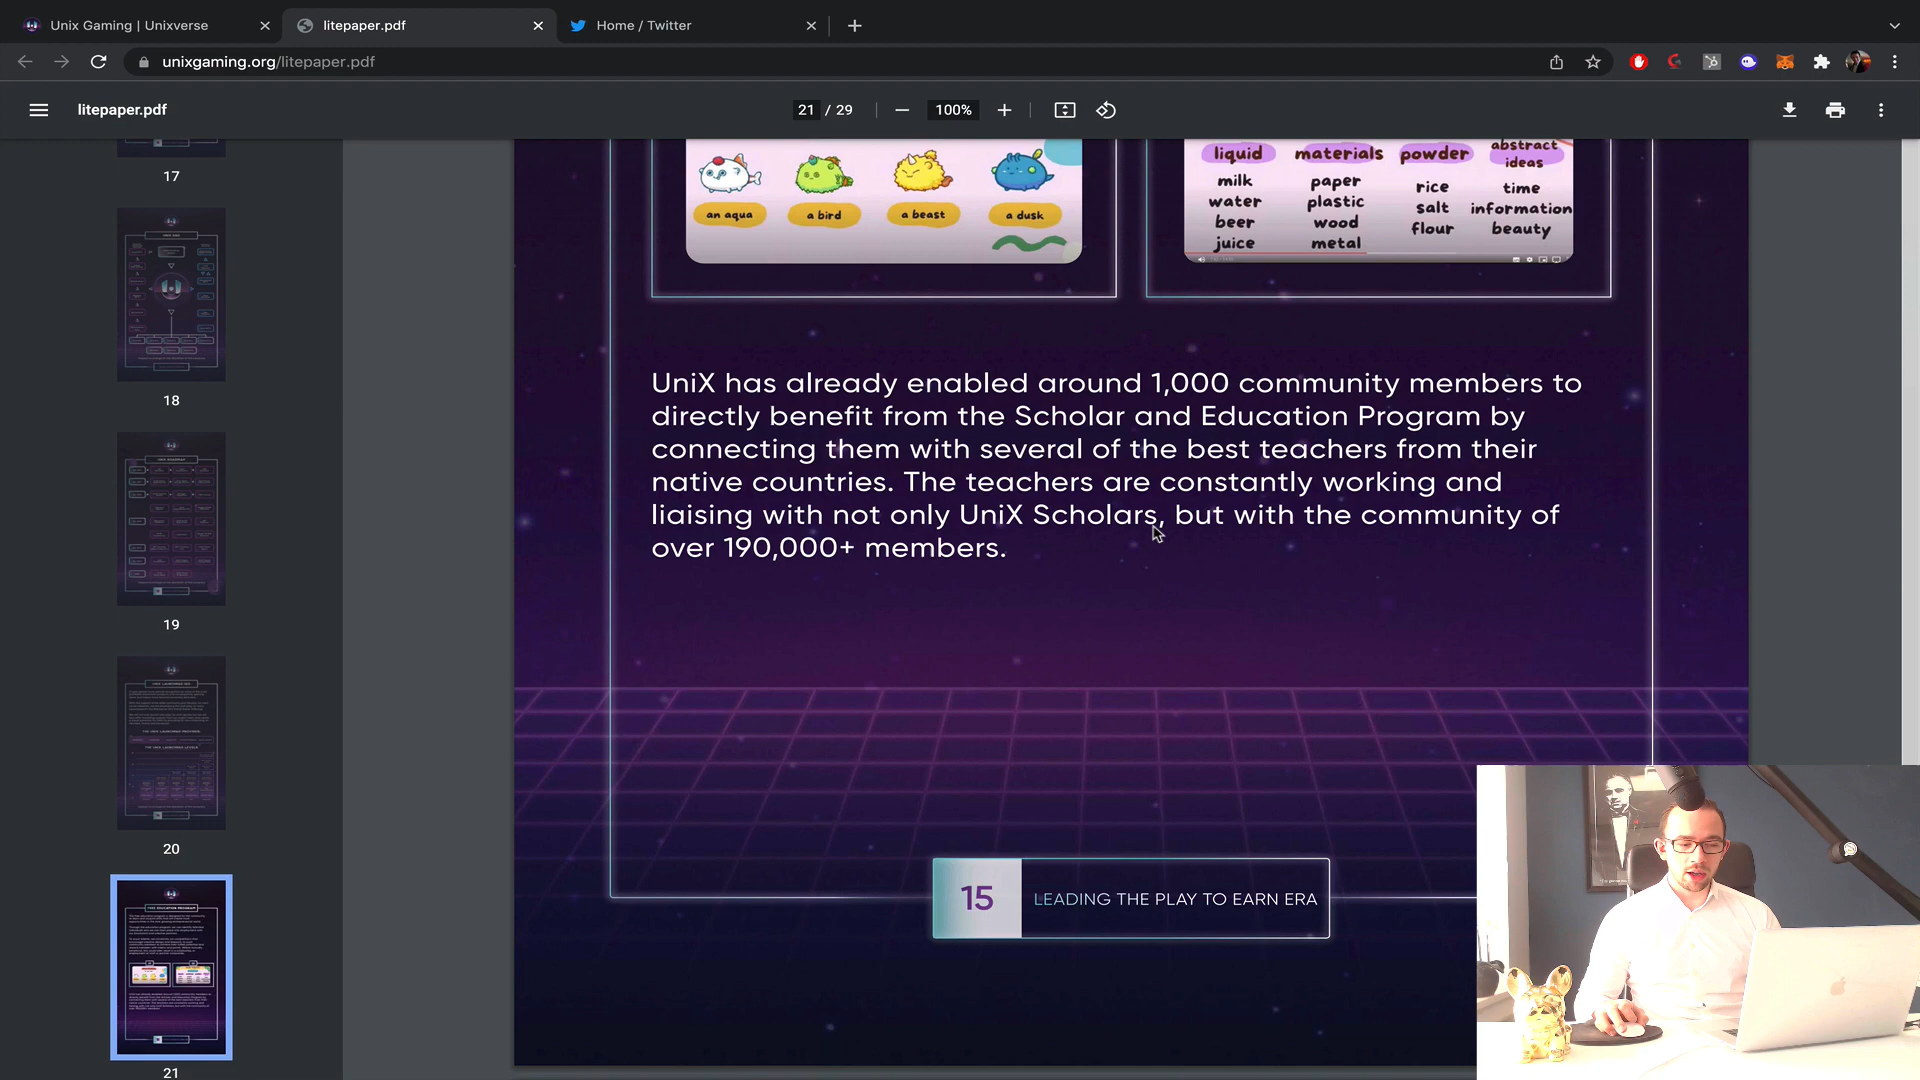 Unix Gaming | Unixverse
litepaper.pdf
Home / Twitter
unixgaming.org/litepaper.pdf
litepaper.pdf
21 / 29
100%
17
18
19
20
21
an aqua
a bird
a beast
a dusk
liquid
materials
powder
abstract
ideas
milk
water
beer
juice
paper
plastic
wood
metal
rice
salt
flour
time
information
beauty
UniX has already enabled around 1,000 community members to
directly benefit from the Scholar and Education Program by
connecting them with several of the best teachers from their
native countries. The teachers are constantly working and
liaising with not only UniX Scholars, but with the community of
over 190,000+ members.
15
LEADING THE PLAY TO EARN ERA